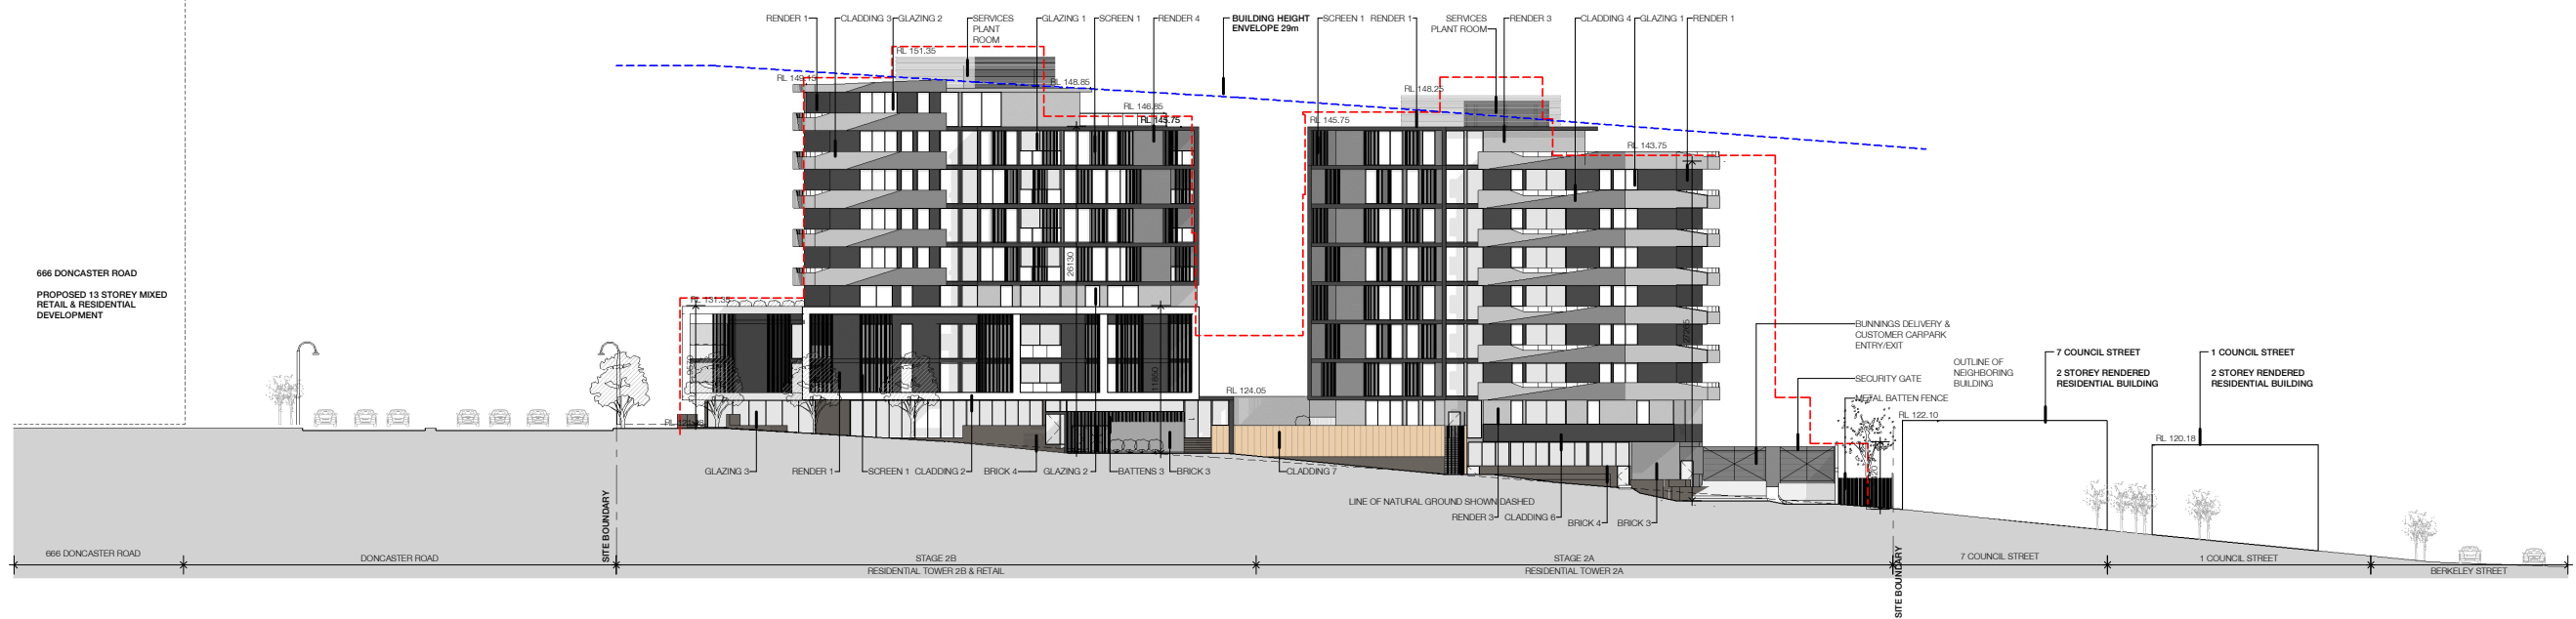 RENDER 1
CLADDING 3
GLAZING 2
SERVICES
PLANT
ROOM
GLAZING 1
SCREEN 1
RENDER 4
BUILDING HEIGHT
ENVELOPE 29m
SCREEN 1
RENDER 1
SERVICES
PLANT ROOM
RENDER 3
CLADDING 4
GLAZING 1
RENDER 1
RL 151.35
RL 149.15
RL 148.85
RL 146.85
RL 145.75
RL 145.75
RL 148.25
RL 143.75
666 DONCASTER ROAD
PROPOSED 13 STOREY MIXED
RETAIL & RESIDENTIAL
DEVELOPMENT
26130
RL 131.35
11850
27265
BUNNINGS DELIVERY &
CUSTOMER CARPARK
ENTRY/EXIT
SECURITY GATE
METAL BATTEN FENCE
OUTLINE OF
NEIGHBORING
BUILDING
7 COUNCIL STREET
2 STOREY RENDERED
RESIDENTIAL BUILDING
1 COUNCIL STREET
2 STOREY RENDERED
RESIDENTIAL BUILDING
RL 124.05
RL 122.10
RL 120.18
GLAZING 3
RENDER 1
SCREEN 1
CLADDING 2
BRICK 4
GLAZING 2
BATTENS 3
BRICK 3
CLADDING 7
LINE OF NATURAL GROUND SHOWN DASHED
RENDER 3
CLADDING 6
BRICK 4
BRICK 3
SITE BOUNDARY
SITE BOUNDARY
666 DONCASTER ROAD
DONCASTER ROAD
STAGE 2B
RESIDENTIAL TOWER 2B & RETAIL
STAGE 2A
RESIDENTIAL TOWER 2A
7 COUNCIL STREET
1 COUNCIL STREET
BERKELEY STREET